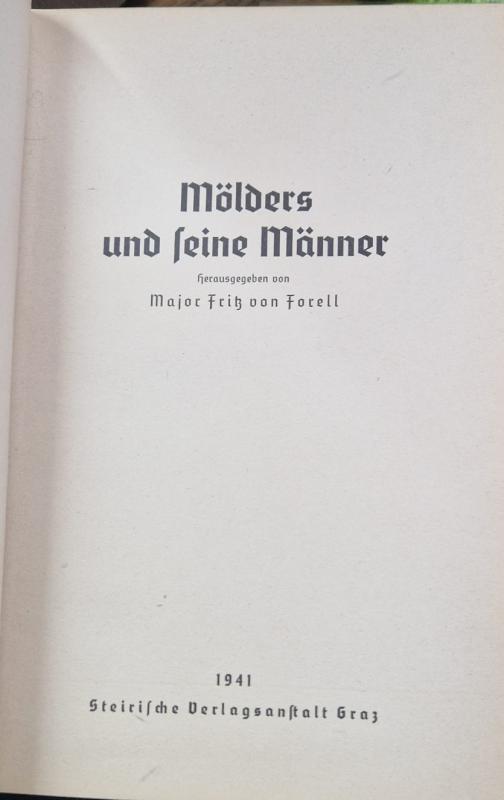 Mölders
und ſeine Männer
Herausgegeben von
Major Fritz von Forell
1941
Steiriſche Verlagsanſtalt Graz